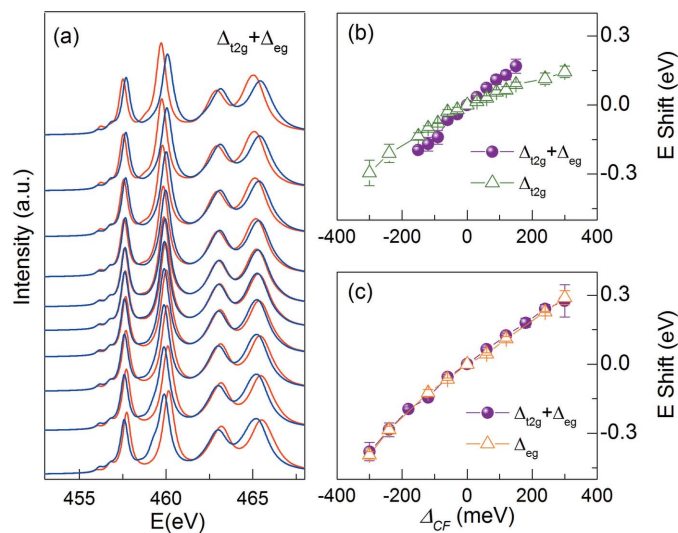 (a)
Δt2g+Δeg
Intensity (a.u.)
455
460
465
E(eV)
(b)
0.3
0.0
-0.3
E Shift (eV)
Δt2g+Δeg
Δt2g
-400
-200
0
200
400
(c)
0.3
0.0
-0.3
E Shift (eV)
Δt2g+Δeg
Δeg
-400
-200
0
200
400
ΔCF (meV)